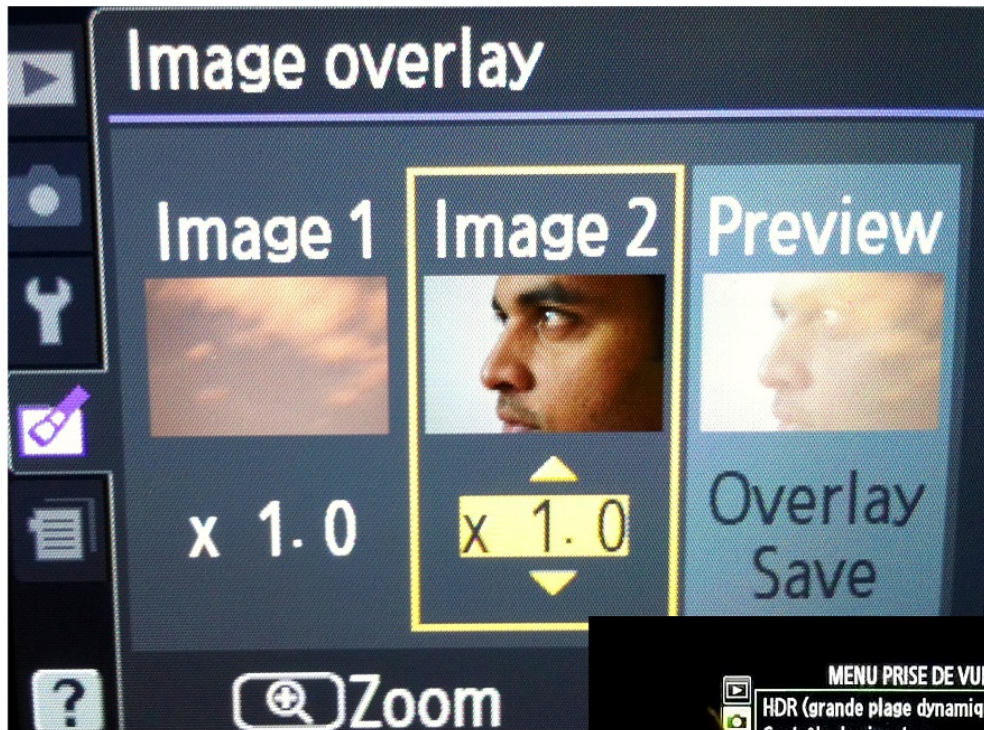 Image overlay
Image 1
Image 2
Preview
x 1.0
x 1.0
Overlay
Save
?
Zoom
MENU PRISE DE VU
HDR (grande plage dynamiq